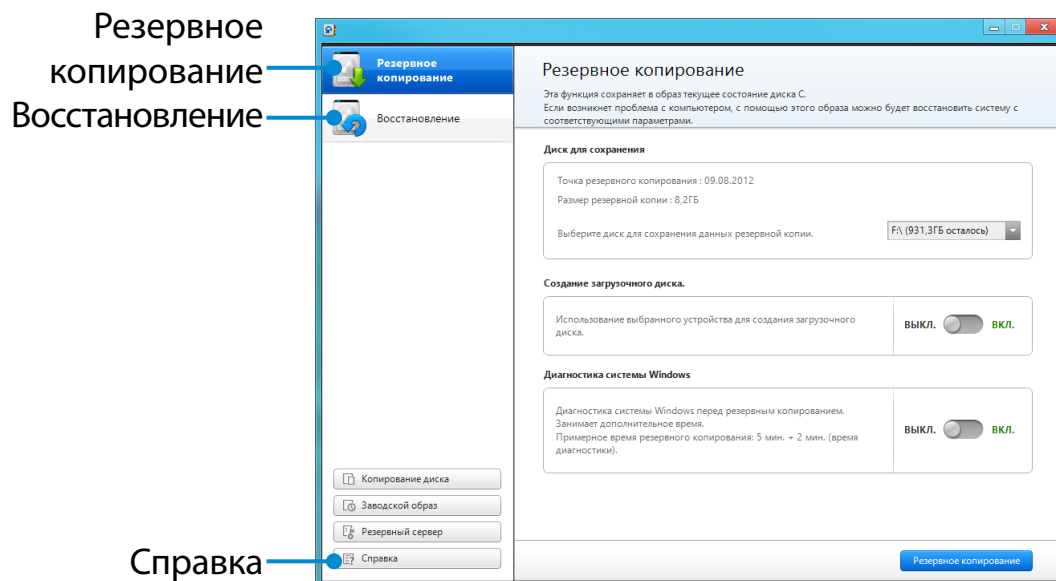 Резервное
копирование
Восстановление
Справка
Резервное
копирование
Восстановление
Копирование диска
Заводской образ
Резервный сервер
Справка
Резервное копирование
Эта функция сохраняет в образ текущее состояние диска C.
Если возникнет проблема с компьютером, с помощью этого образа можно будет восстановить систему с
соответствующими параметрами.
Диск для сохранения
Точка резервного копирования : 09.08.2012
Размер резервной копии : 8,2ГБ
Выберите диск для сохранения данных резервной копии.
F:\ (931,3ГБ осталось)
Создание загрузочного диска.
Использование выбранного устройства для создания загрузочного
диска.
ВЫКЛ. ВКЛ.
Диагностика системы Windows
Диагностика системы Windows перед резервным копированием.
Занимает дополнительное время.
Примерное время резервного копирования: 5 мин. + 2 мин. (время
диагностики).
ВЫКЛ. ВКЛ.
Резервное копирование